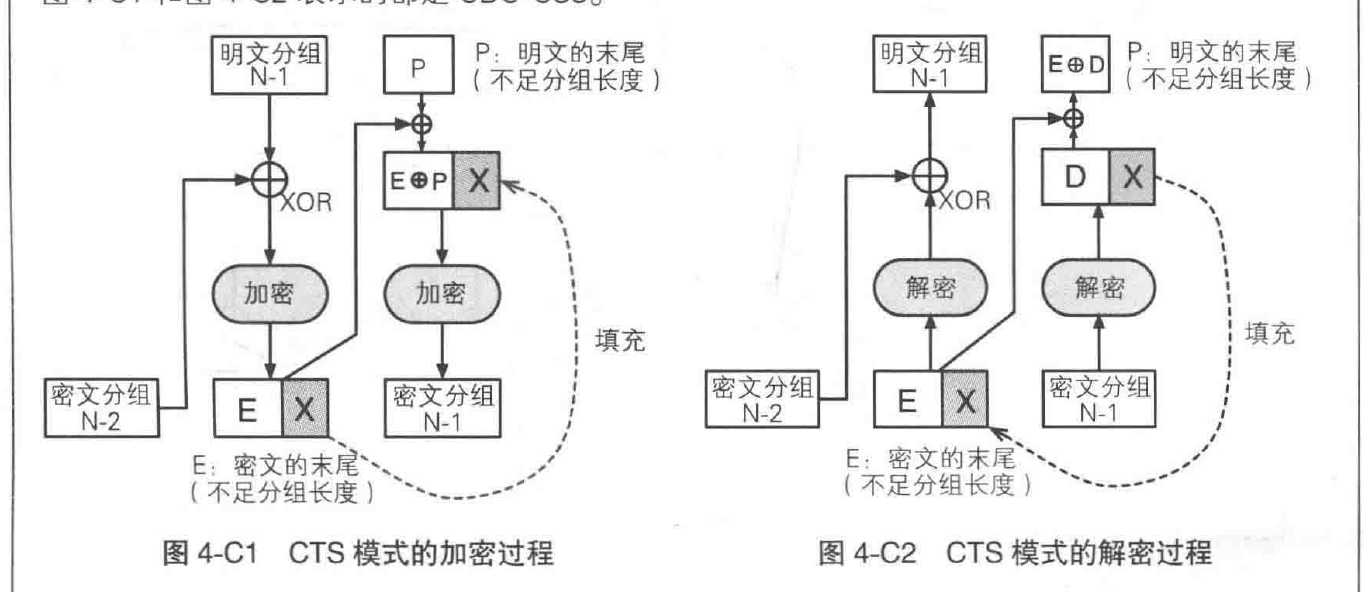 图 4-C1 和图 4-C2 表示的都是 CBC-CS3。
明文分组
N-1
P
P：明文的末尾
（不足分组长度）
XOR
E⊕P
X
加密
加密
填充
密文分组
N-2
E
X
密文分组
N-1
E：密文的末尾
（不足分组长度）
图 4-C1 CTS 模式的加密过程
明文分组
N-1
E⊕D
P：明文的末尾
（不足分组长度）
XOR
D
X
解密
解密
填充
密文分组
N-2
E
X
密文分组
N-1
E：密文的末尾
（不足分组长度）
图 4-C2 CTS 模式的解密过程